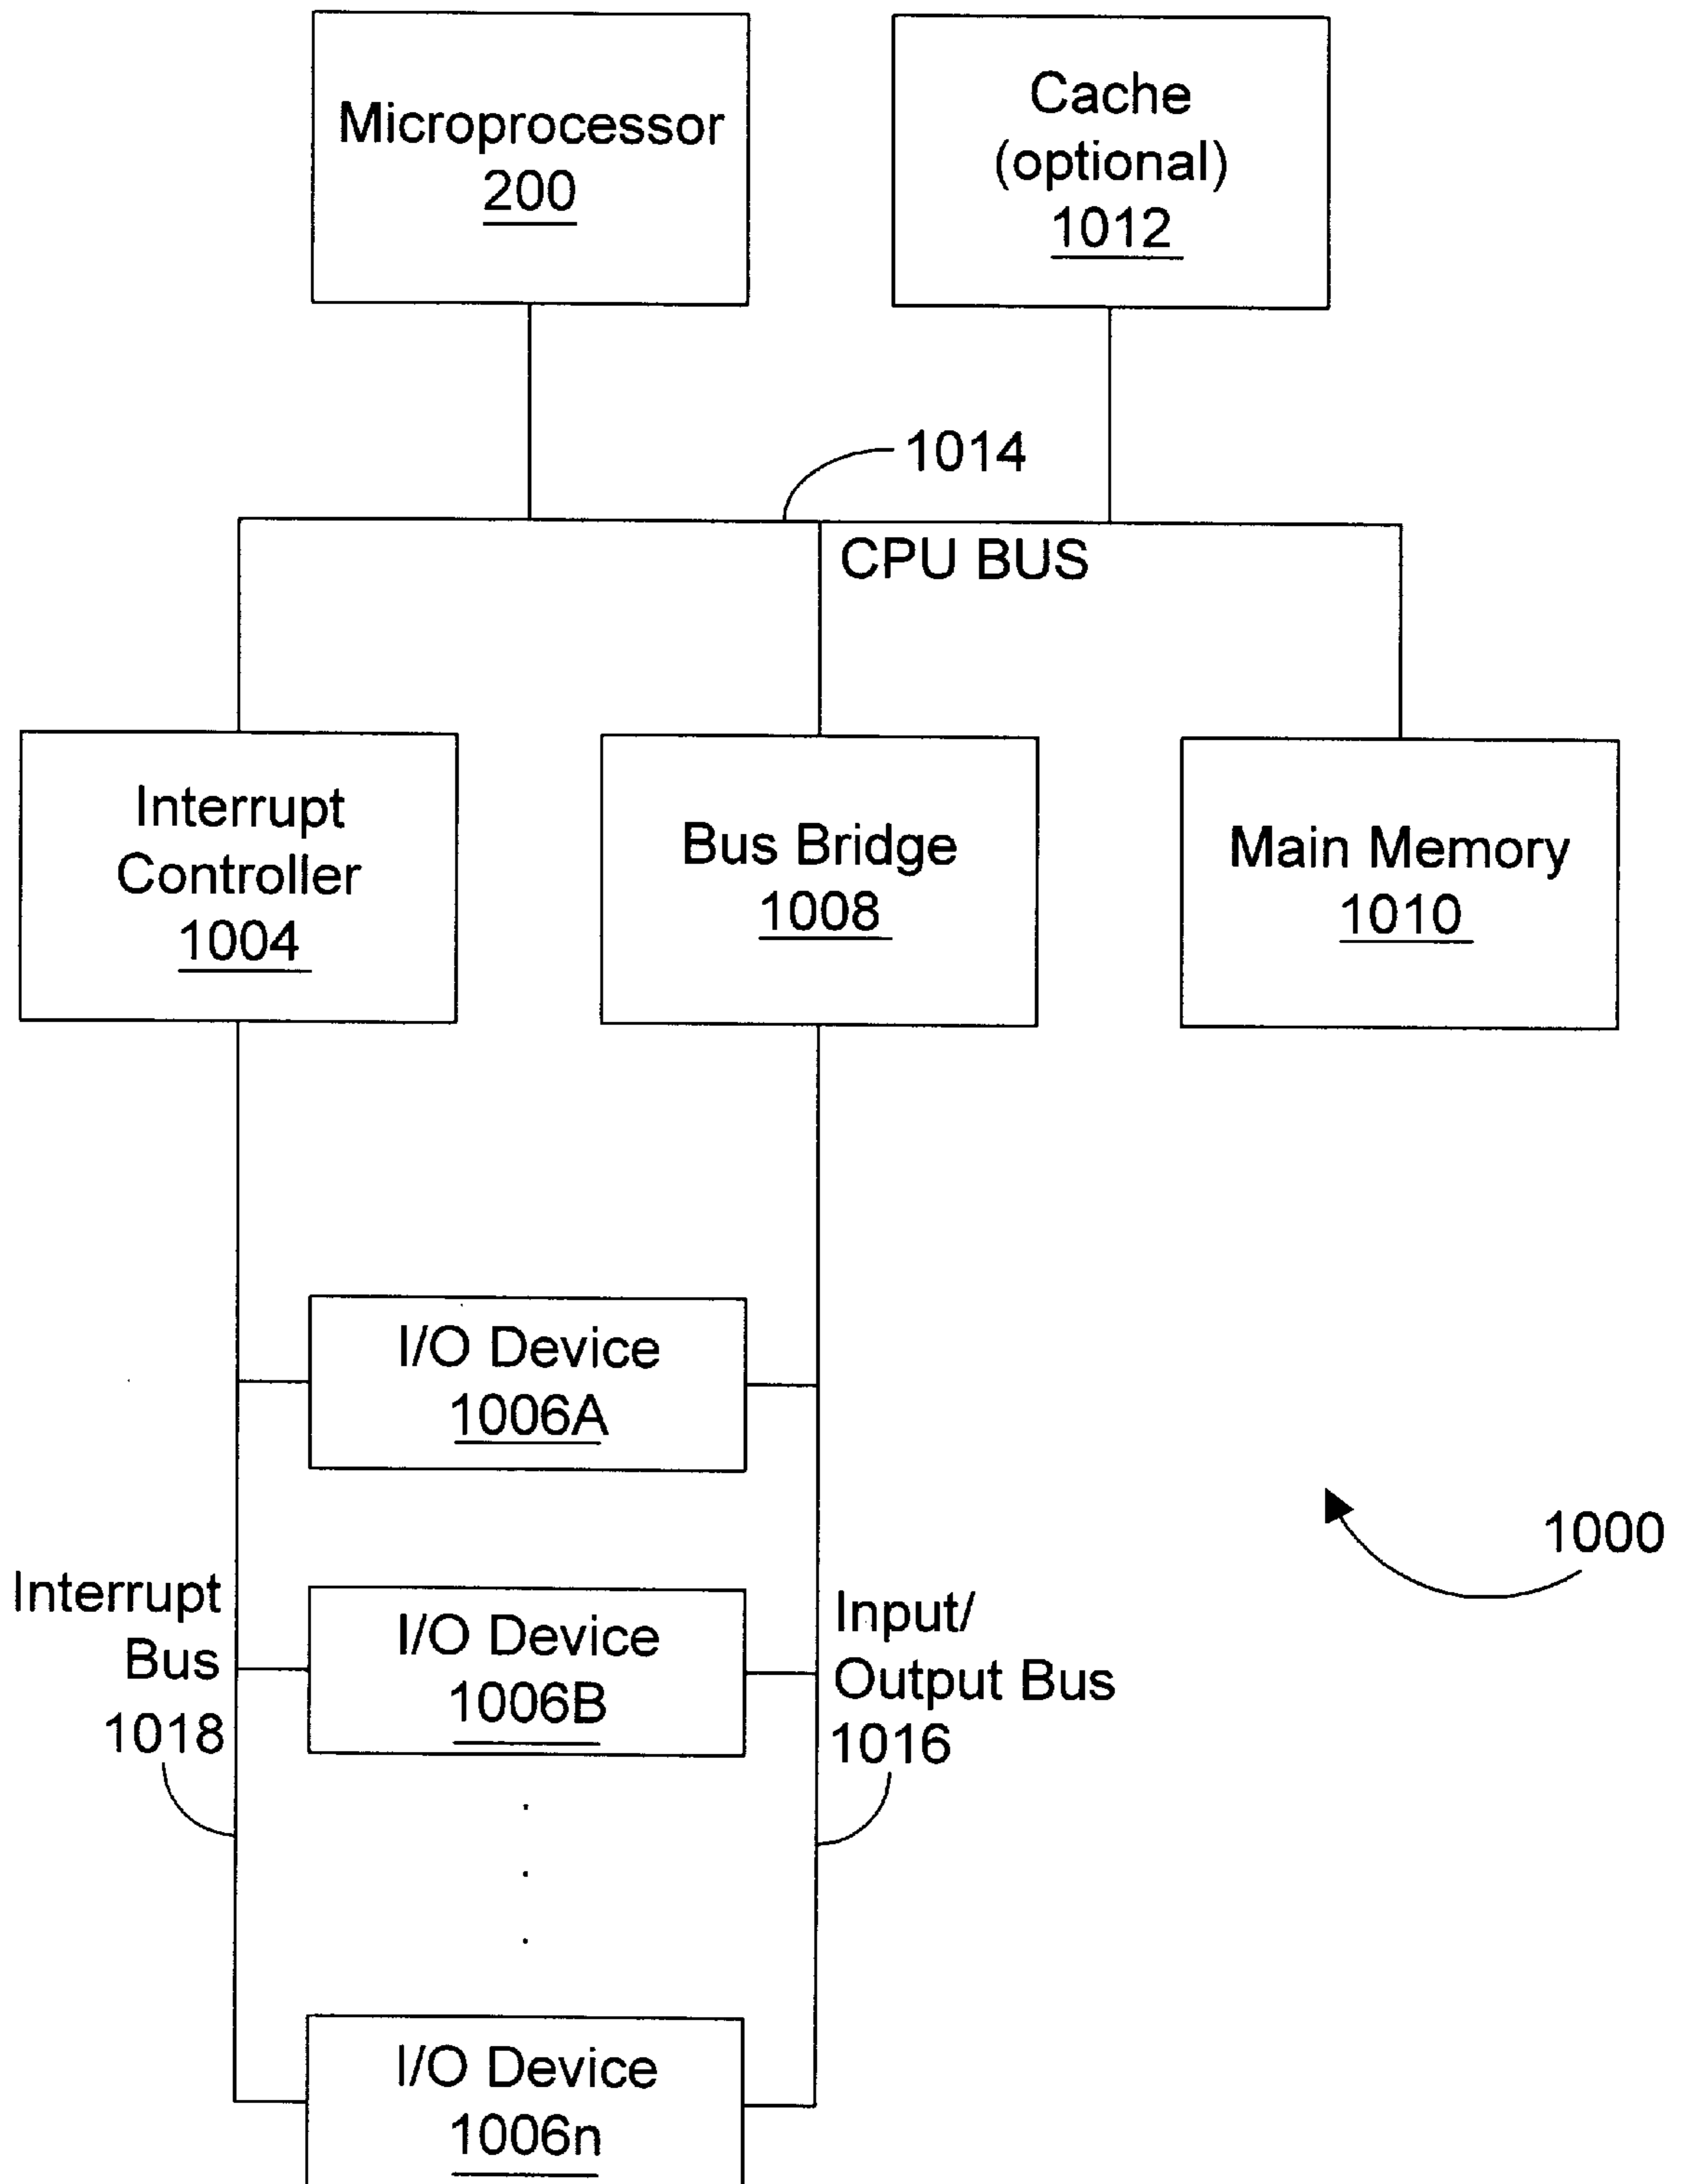 Microprocessor
200
Cache
(optional)
1012
1014
CPU BUS
Interrupt
Controller
1004
Bus Bridge
1008
Main Memory
1010
I/O Device
1006A
1000
Interrupt
Bus
1018
I/O Device
1006B
Input/
Output Bus
1016
I/O Device
1006n